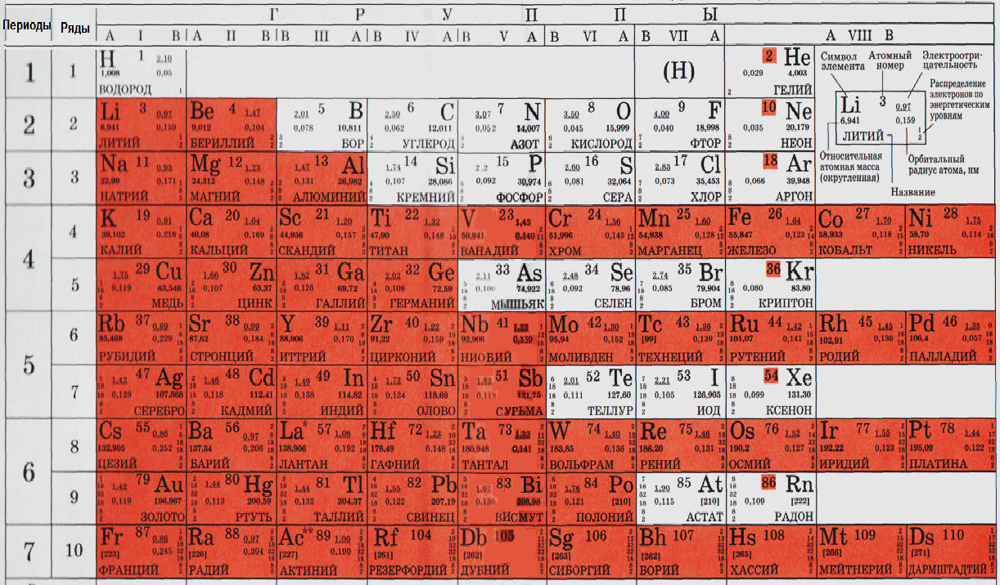 Г Р У П П Ы
Периоды Ряды
A I B A II B B III A B IV A B V A B VI A B VII A A VIII B
1 1 H 1 2.10 (H) 2 He
1,008 0,05 0,029 4,003
ВОДОРОД 1 2 ГЕЛИЙ
Символ элемента
Атомный номер
Электроотрицательность
Распределение
электронов по
энергетическим
уровням
Li 3 0.97
6,941 0,159
ЛИТИЙ
Относительная
атомная масса
(округленная)
Орбитальный
радиус атома, нм
Название
2 2 Li 3 0.97 Be 4 1.47 2.01 5 B 2.50 6 C 3.07 7 N 3.50 8 O 4.00 9 F 10 Ne
6,941 0,159 9,012 0,104 0,078 10,811 0,062 12,011 0,052 14,007 0,045 15,999 0,040 18,998 0,035 20,179
ЛИТИЙ БЕРИЛЛИЙ БОР УГЛЕРОД АЗОТ КИСЛОРОД ФТОР НЕОН
3 3 Na 11 0.93 Mg 12 1.23 1.47 13 Al 1.74 14 Si 2.2 15 P 2.60 16 S 2.83 17 Cl 18 Ar
22,99 0,171 24,312 0,148 0,131 26,982 0,107 28,086 0,092 30,974 0,081 32,064 0,073 35,453 0,066 39,948
НАТРИЙ МАГНИЙ АЛЮМИНИЙ КРЕМНИЙ ФОСФОР СЕРА ХЛОР АРГОН
4 4 K 19 0.91 Ca 20 1.04 Sc 21 1.20 Ti 22 1.32 V 23 1,45 Cr 24 1.56 Mn 25 1.60 Fe 26 1.64 Co 27 1.70 Ni 28 1.75
39,102 0,216 40,08 0,169 44,956 0,157 47,90 0,148 50,941 0,140 51,996 0,145 54,938 0,128 55,847 0,123 58,933 0,118 58,70 0,114
КАЛИЙ КАЛЬЦИЙ СКАНДИЙ ТИТАН ВАНАДИЙ ХРОМ МАРГАНЕЦ ЖЕЛЕЗО КОБАЛЬТ НИКЕЛЬ
5 1.75 29 Cu 1.66 30 Zn 1.82 31 Ga 2.02 32 Ge 2.11 33 As 2.48 34 Se 2.74 35 Br 36 Kr
0,119 63,546 0,107 65,37 0,126 69,72 0,109 72,59 0,100 74,922 0,092 78,96 0,085 79,904 0,080 83,80
МЕДЬ ЦИНК ГАЛЛИЙ ГЕРМАНИЙ МЫШЬЯК СЕЛЕН БРОМ КРИПТОН
5 6 Rb 37 0.89 Sr 38 0.99 Y 39 1.11 Zr 40 1.22 Nb 41 1.23 Mo 42 1.30 Tc 43 1.36 Ru 44 1.42 Rh 45 1.45 Pd 46 1.35
85,468 0,229 87,62 0,184 88,906 0,170 91,22 0,159 92,906 0,139 95,94 0,152 [99] 0,139 101,07 0,141 102,91 0,136 106,4 0,057
РУБИДИЙ СТРОНЦИЙ ИТТРИЙ ЦИРКОНИЙ НИОБИЙ МОЛИБДЕН ТЕХНЕЦИЙ РУТЕНИЙ РОДИЙ ПАЛЛАДИЙ
7 1.42 47 Ag 1.46 48 Cd 1.49 49 In 1.72 50 Sn 1.82 51 Sb 2.01 52 Te 2.21 53 I 54 Xe
0,129 107,868 0,118 112,41 0,138 114,82 0,124 118,69 0,119 121,75 0,111 127,60 0,105 126,905 0,099 131,30
СЕРЕБРО КАДМИЙ ИНДИЙ ОЛОВО СУРЬМА ТЕЛЛУР ИОД КСЕНОН
6 8 Cs 55 0.86 Ba 56 0.97 La* 57 1.08 Hf 72 1.23 Ta 73 1.33 W 74 1.40 Re 75 1.46 Os 76 1.52 Ir 77 1.55 Pt 78 1.44
132,905 0,252 137,34 0,206 138,906 0,192 178,49 0,148 180,948 0,141 183,85 0,136 186,20 0,131 190,2 0,127 192,22 0,123 195,09 0,122
ЦЕЗИЙ БАРИЙ ЛАНТАН ГАФНИЙ ТАНТАЛ ВОЛЬФРАМ РЕНИЙ ОСМИЙ ИРИДИЙ ПЛАТИНА
9 1.42 79 Au 1.44 80 Hg 1.44 81 Tl 1.55 82 Pb 1.67 83 Bi 1.76 84 Po 1.90 85 At 86 Rn
0,119 196,967 0,113 200,59 0,132 204,37 0,122 207,19 0,130 208,98 0,121 [210] 0,115 [210] 0,109 [222]
ЗОЛОТО РТУТЬ ТАЛЛИЙ СВИНЕЦ ВИСМУТ ПОЛОНИЙ АСТАТ РАДОН
7 10 Fr 87 0.86 Ra 88 0.97 Ac** 89 1.00 Rf 104 Db 105 Sg 106 Bh 107 Hs 108 Mt 109 Ds 110
[223] 0,245 [226] 0,204 [227] 0,190 [261] [262] [263] [262] [265] [266] [271]
ФРАНЦИЙ РАДИЙ АКТИНИЙ РЕЗЕРФОРДИЙ ДУБНИЙ СИБОРГИЙ БОРИЙ ХАССИЙ МЕЙТНЕРИЙ ДАРМШТАДТИЙ